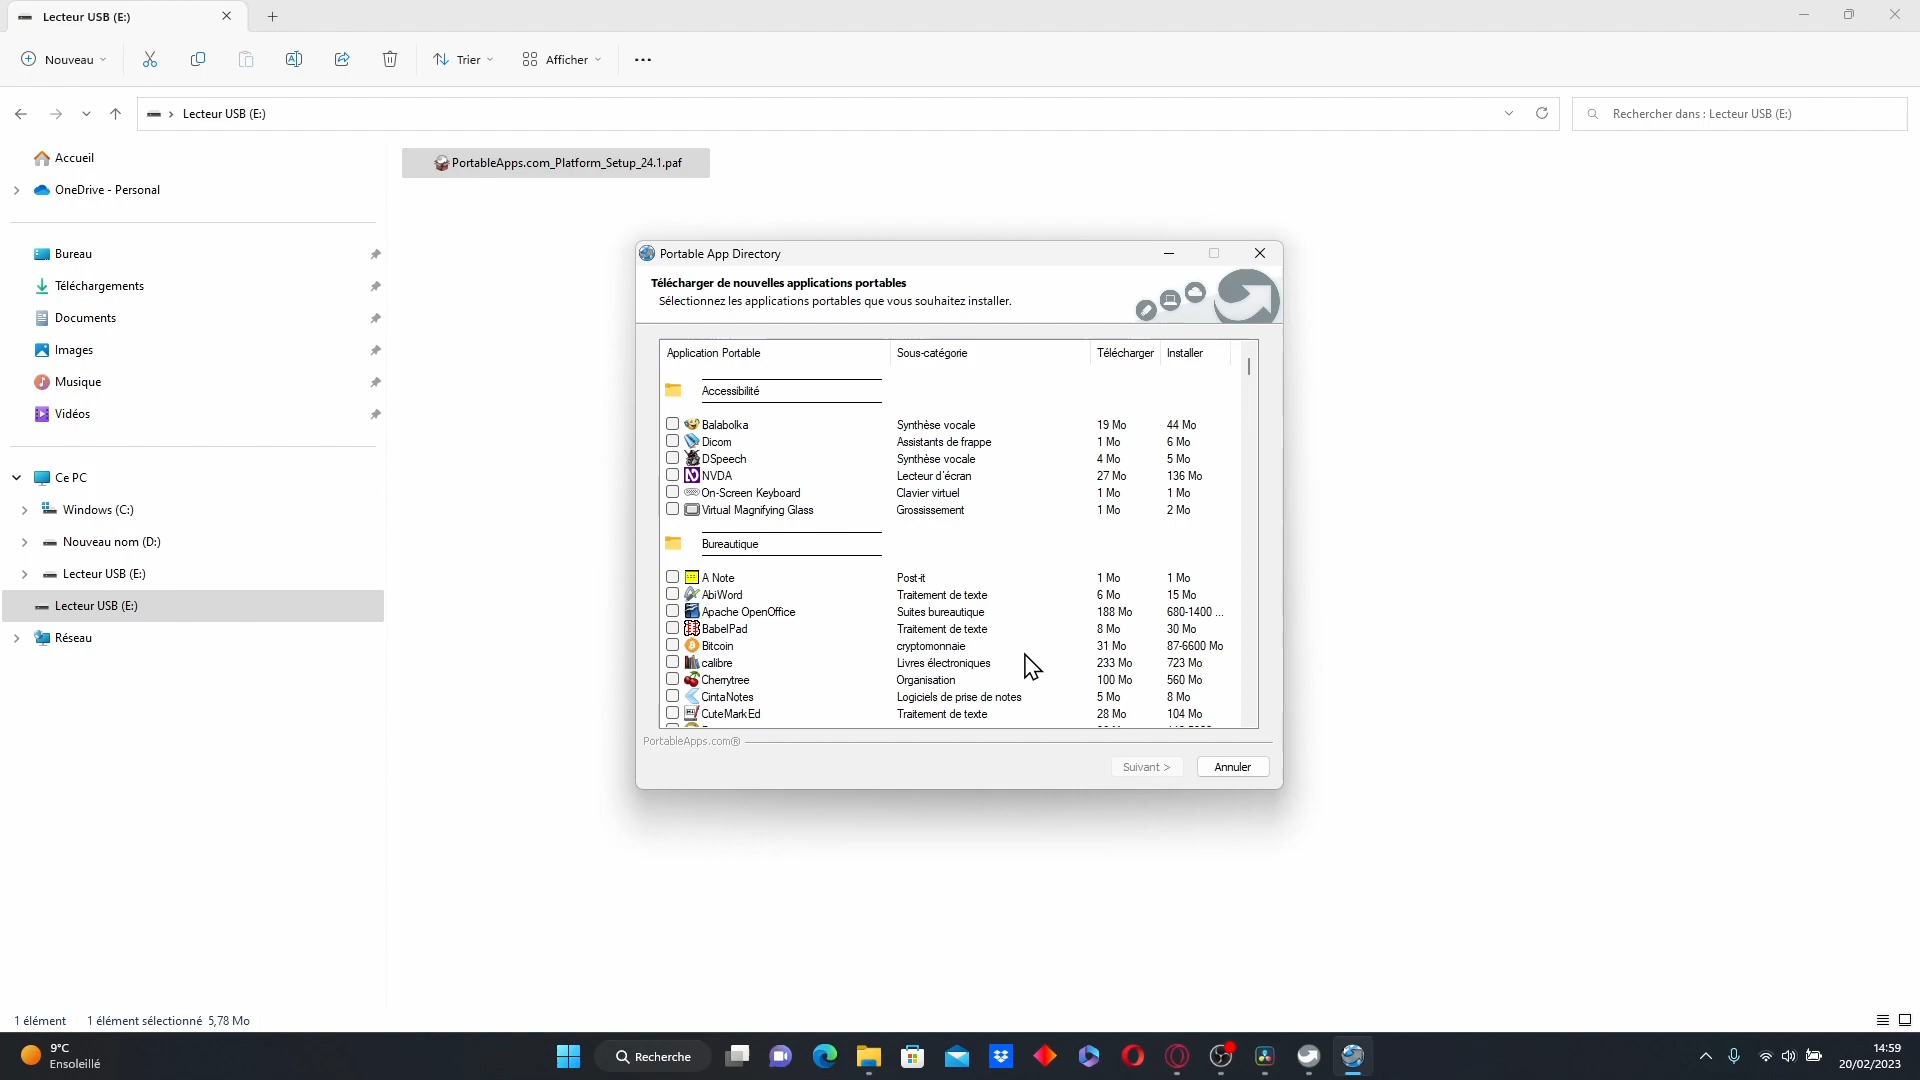 Lecteur USB (E:)
Nouveau
Trier
Afficher
Lecteur USB (E:)
Rechercher dans : Lecteur USB (E:)
Accueil
OneDrive - Personal
Bureau
Téléchargements
Documents
Images
Musique
Vidéos
Ce PC
Windows (C:)
Nouveau nom (D:)
Lecteur USB (E:)
Lecteur USB (E:)
Réseau
PortableApps.com_Platform_Setup_24.1.paf
Portable App Directory
Télécharger de nouvelles applications portables
Sélectionnez les applications portables que vous souhaitez installer.
Application Portable Sous-catégorie Télécharger Installer
Accessibilité
Balabolka Synthèse vocale 19 Mo 44 Mo
Dicom Assistants de frappe 1 Mo 6 Mo
DSpeech Synthèse vocale 4 Mo 5 Mo
NVDA Lecteur d'écran 27 Mo 136 Mo
On-Screen Keyboard Clavier virtuel 1 Mo 1 Mo
Virtual Magnifying Glass Grossissement 1 Mo 2 Mo
Bureautique
A Note Post-it 1 Mo 1 Mo
AbiWord Traitement de texte 6 Mo 15 Mo
Apache OpenOffice Suites bureautique 188 Mo 680-1400 ...
BabelPad Traitement de texte 8 Mo 30 Mo
Bitcoin cryptomonnaie 31 Mo 87-6600 Mo
calibre Livres électroniques 233 Mo 723 Mo
Cherrytree Organisation 100 Mo 560 Mo
CintaNotes Logiciels de prise de notes 5 Mo 8 Mo
CuteMarkEd Traitement de texte 28 Mo 104 Mo
PortableApps.com®
Suivant > Annuler
1 élément 1 élément sélectionné 5,78 Mo
9°C
Ensoleillé
Recherche
14:59
20/02/2023